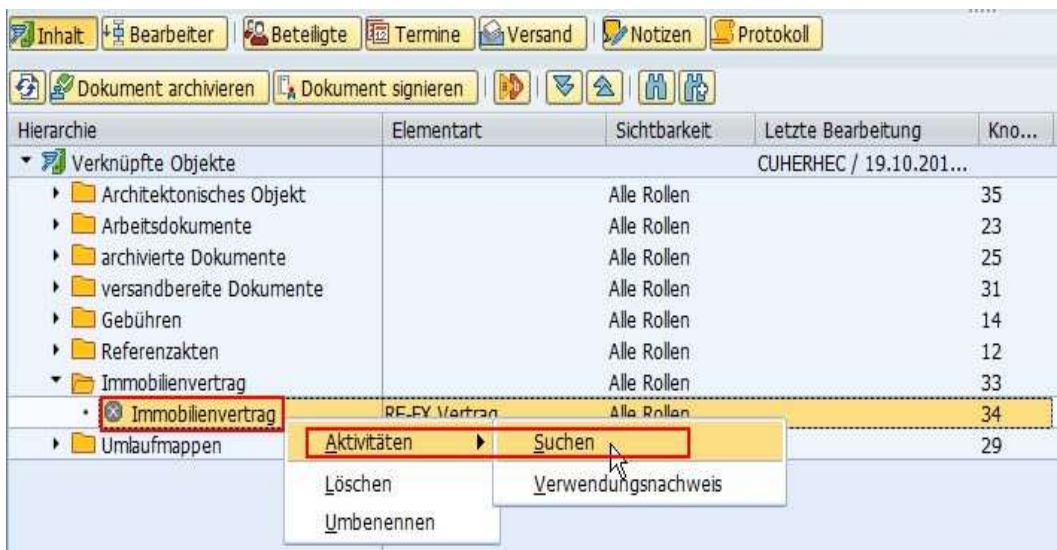 Inhalt Bearbeiter Beteiligte Termine Versand Notizen Protokoll
Dokument archivieren Dokument signieren
Hierarchie Elementart Sichtbarkeit Letzte Bearbeitung Kno...
Verknüpfte Objekte CUHERHEC / 19.10.201...
Architektonisches Objekt Alle Rollen 35
Arbeitsdokumente Alle Rollen 23
archivierte Dokumente Alle Rollen 25
versandbereite Dokumente Alle Rollen 31
Gebühren Alle Rollen 14
Referenzakten Alle Rollen 12
Immobilienvertrag Alle Rollen 33
Immobilienvertrag RE-FX Vertrag Alle Rollen 34
Umlaufmappen 29
Aktivitäten Suchen
Löschen Verwendungsnachweis
Umbenennen